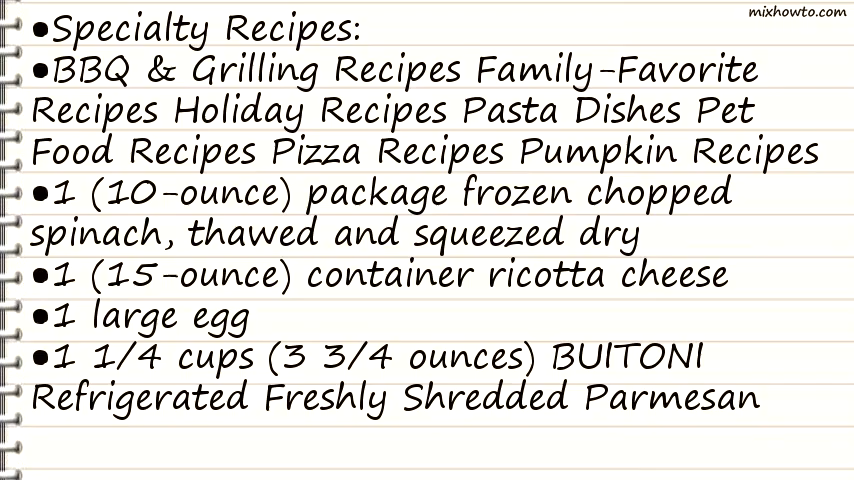 mixhowto.com
•Specialty Recipes:
•BBQ & Grilling Recipes Family-Favorite
Recipes Holiday Recipes Pasta Dishes Pet
Food Recipes Pizza Recipes Pumpkin Recipes
•1 (10-ounce) package frozen chopped
spinach, thawed and squeezed dry
•1 (15-ounce) container ricotta cheese
•1 large egg
•1 1/4 cups (3 3/4 ounces) BUITONI
Refrigerated Freshly Shredded Parmesan